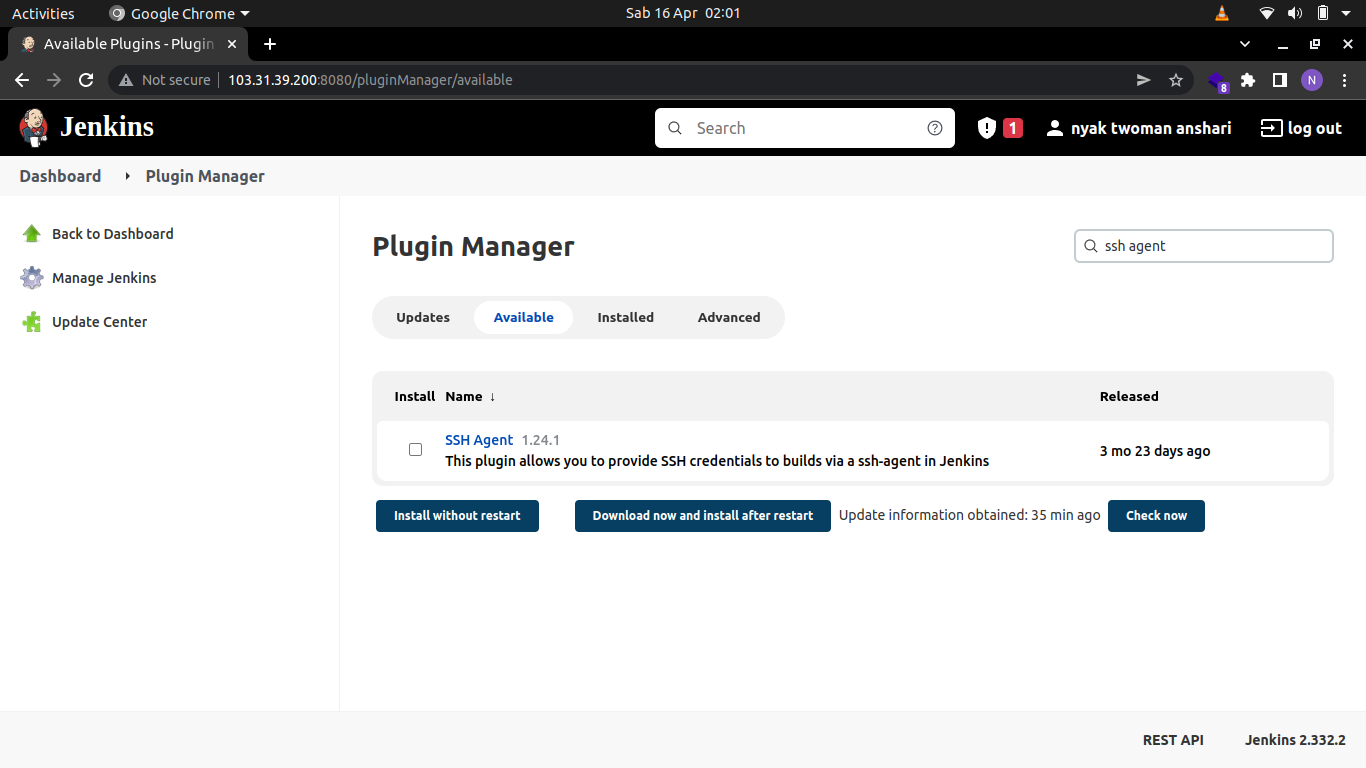 Activities Google Chrome Sab 16 Apr 02:01
Available Plugins - Plugin
Not secure 103.31.39.200:8080/pluginManager/available 8 N
Jenkins Search 1 nyak twoman anshari log out
Dashboard Plugin Manager
Back to Dashboard
Manage Jenkins
Update Center
Plugin Manager
ssh agent
Updates Available Installed Advanced
Install Name ↓ Released
SSH Agent 1.24.1
This plugin allows you to provide SSH credentials to builds via a ssh-agent in Jenkins
3 mo 23 days ago
Install without restart Download now and install after restart Update information obtained: 35 min ago Check now
REST API Jenkins 2.332.2